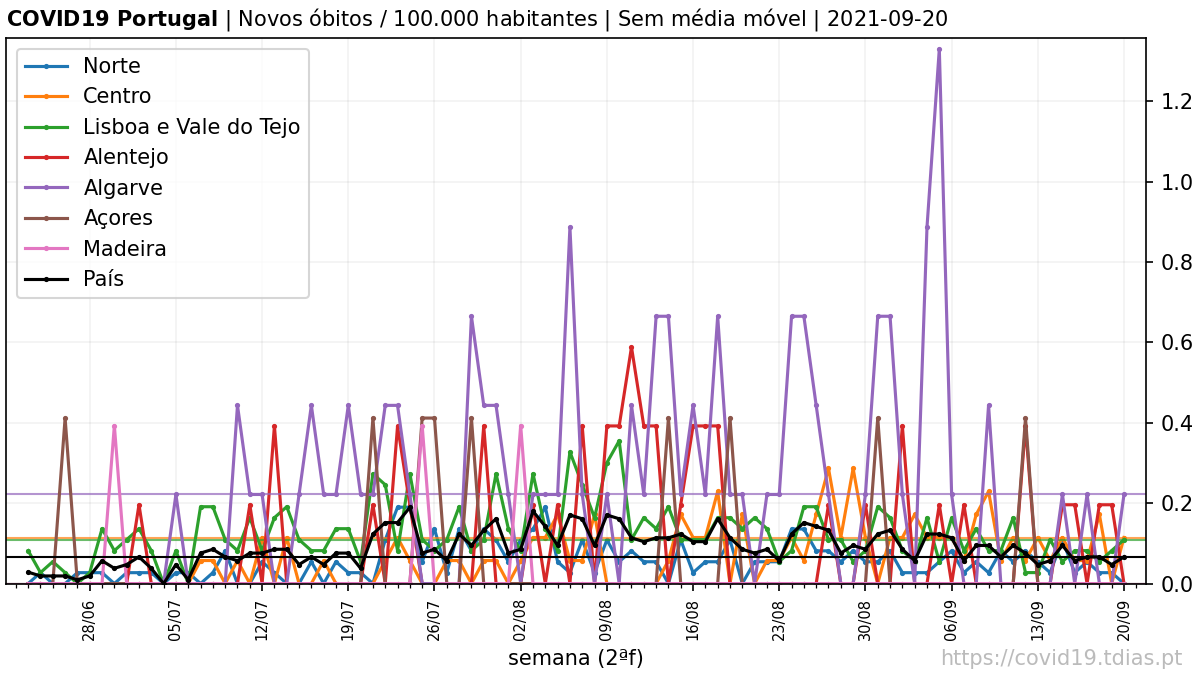 COVID19 Portugal | Novos óbitos / 100.000 habitantes | Sem média móvel | 2021-09-20
Norte
Centro
Lisboa e Vale do Tejo
Alentejo
Algarve
Açores
Madeira
País
1.2
1.0
0.8
0.6
0.4
0.2
0.0
28/06
05/07
12/07
19/07
26/07
02/08
09/08
16/08
23/08
30/08
06/09
13/09
20/09
semana (2ªf)
https://covid19.tdias.pt